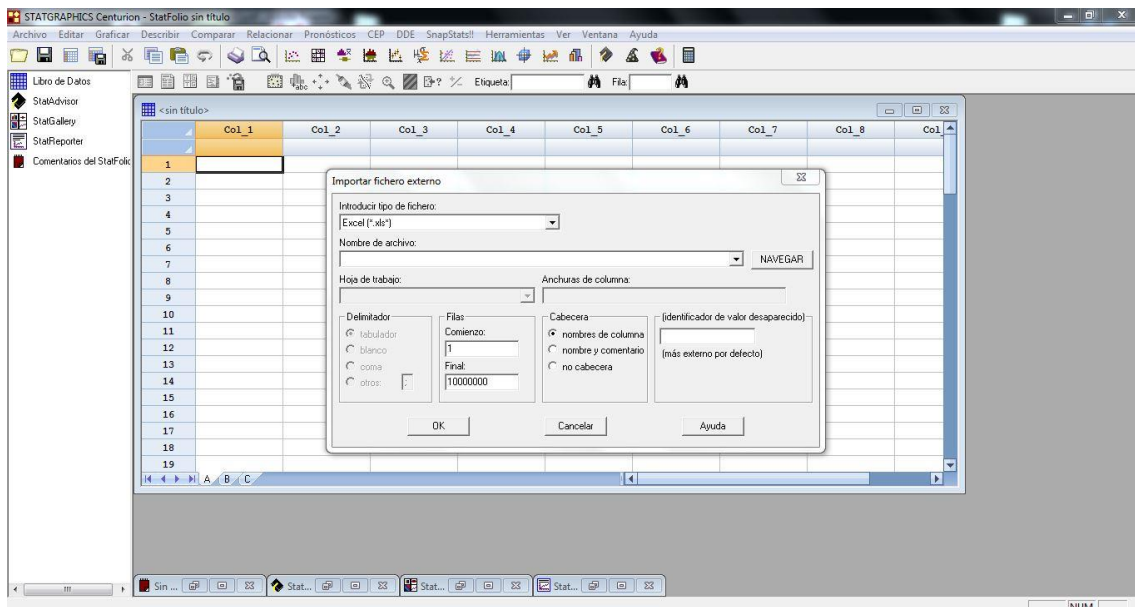 STATGRAPHICS Centurion - StatFolio sin título
Archivo Editar Graficar Describir Comparar Relacionar Pronósticos CEP DDE SnapStats!! Herramientas Ver Ventana Ayuda
Etiqueta: Fila:
Libro de Datos
StatAdvisor
StatGallery
StatReporter
Comentarios del StatFolio
<sin título>
Col_1 Col_2 Col_3 Col_4 Col_5 Col_6 Col_7 Col_8 Col_
1
2
3
4
5
6
7
8
9
10
11
12
13
14
15
16
17
18
19
A B C
Importar fichero externo
Introducir tipo de fichero:
Excel (*.xls*)
Nombre de archivo:
NAVEGAR
Hoja de trabajo: Anchuras de columna:
Delimitador
tabulador
blanco
coma
otros: ;
Filas
Comienzo:
1
Final:
10000000
Cabecera
nombres de columna
nombre y comentario
no cabecera
(identificador de valor desaparecido)
(más externo por defecto)
OK Cancelar Ayuda
Sin ... Stat... Stat... Stat...
NUM